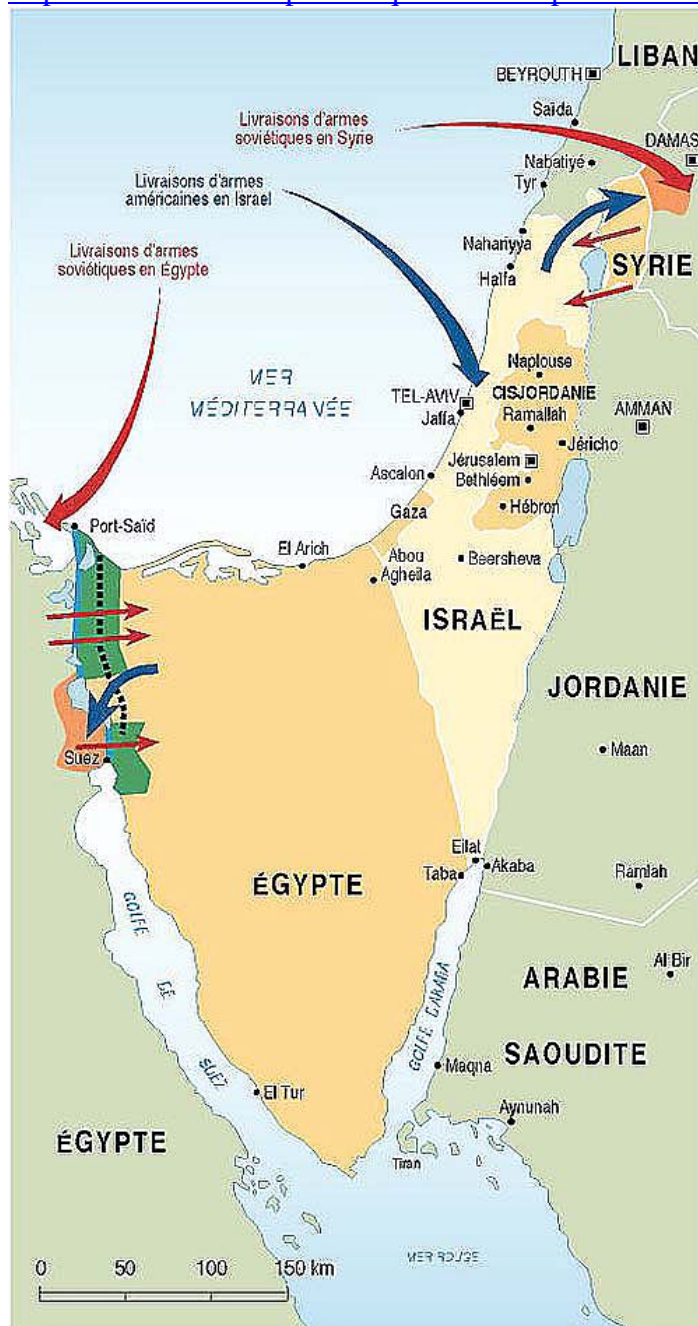 LIBAN
BEYROUTH
Saïda
Livraisons d'armes
soviétiques en Syrie
DAMAS
Nabatiyé
Tyr
Livraisons d'armes
américaines en Israel
Nahariyya
Haïfa
SYRIE
Livraisons d'armes
soviétiques en Égypte
MER
MÉDITERRANÉE
Naplouse
TEL-AVIV
CISJORDANIE
Jaffa
Ramallah
AMMAN
Jéricho
Jérusalem
Bethléem
Ascalon
Hébron
Gaza
Port-Saïd
El Arich
Abou
Agheila
Beersheva
ISRAËL
JORDANIE
Suez
Maan
Eilat
Akaba
Taba
Ramlah
ÉGYPTE
GOLFE
DE
SUEZ
GOLFE D'AKABA
ARABIE
SAOUDITE
Al Bir
Maqna
El Tur
Aynunah
ÉGYPTE
Tiran
MER ROUGE
0 50 100 150 km